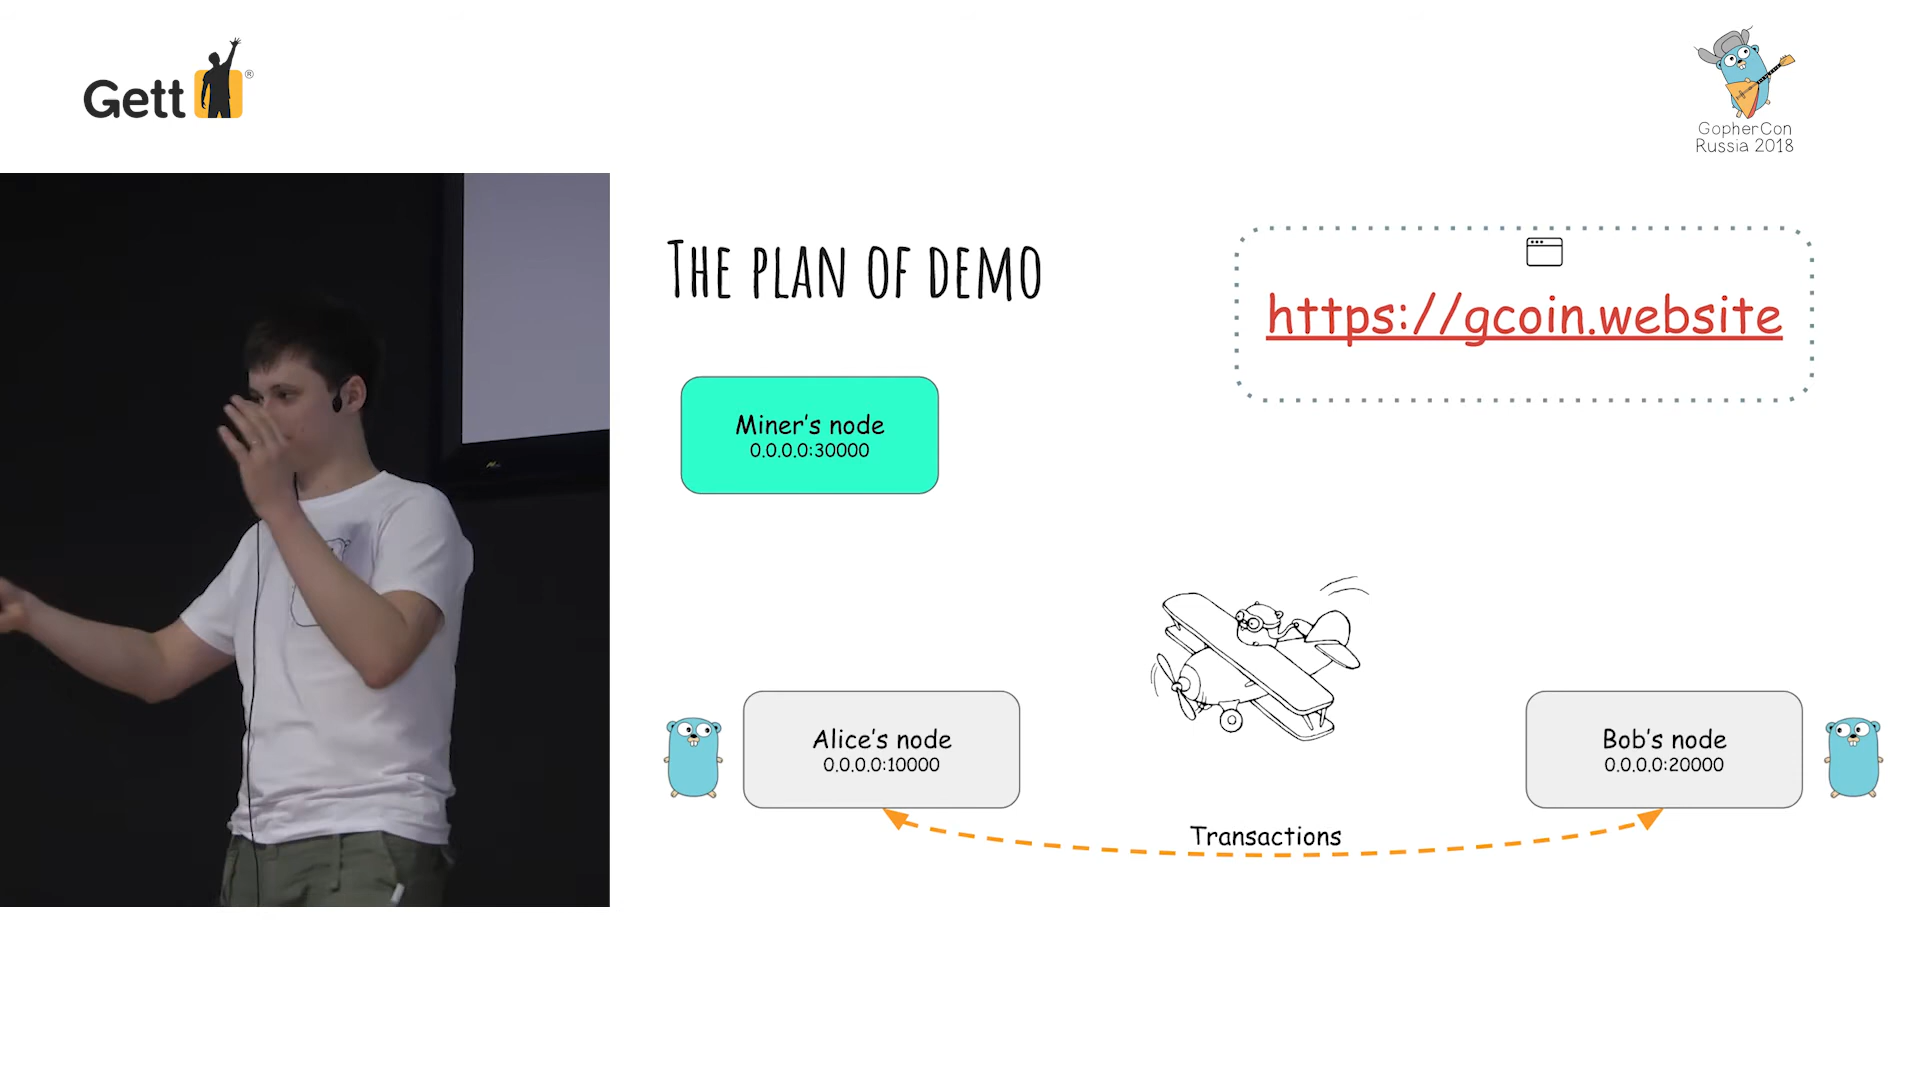 Gett
®
GopherCon
Russia 2018
The plan of demo
https://gcoin.website
Miner's node
0.0.0.0:30000
Alice's node
0.0.0.0:10000
Bob's node
0.0.0.0:20000
Transactions